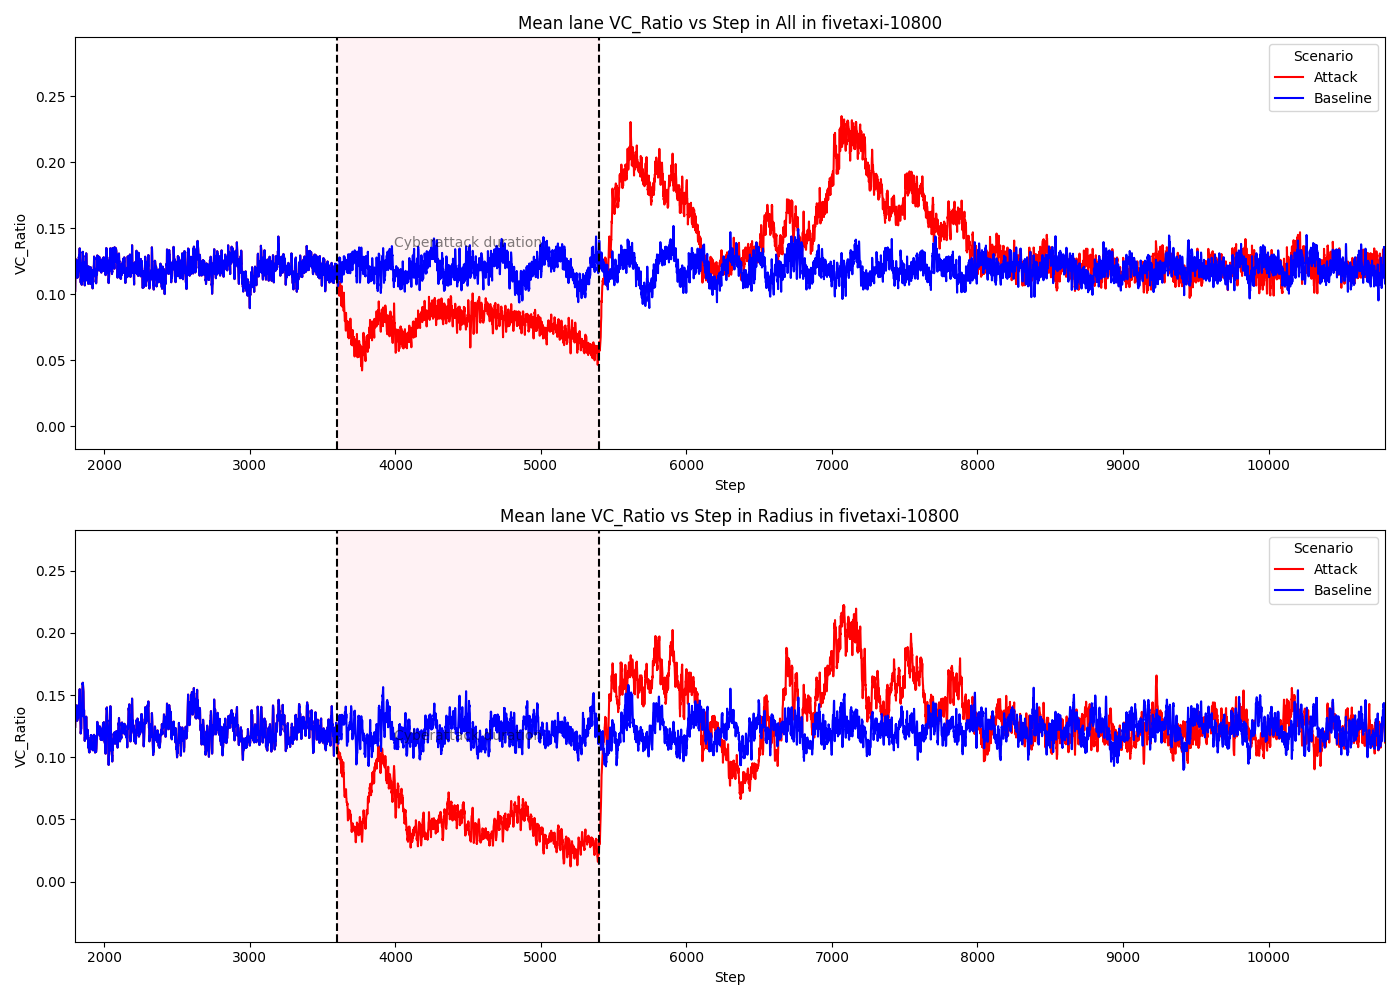 Mean lane VC_Ratio vs Step in All in fivetaxi-10800
VC_Ratio
0.25
0.20
0.15
0.10
0.05
0.00
Scenario
Attack
Baseline
Cyberattack duration
2000 3000 4000 5000 6000 7000 8000 9000 10000
Step
Mean lane VC_Ratio vs Step in Radius in fivetaxi-10800
VC_Ratio
0.25
0.20
0.15
0.10
0.05
0.00
Scenario
Attack
Baseline
2000 3000 4000 5000 6000 7000 8000 9000 10000
Step